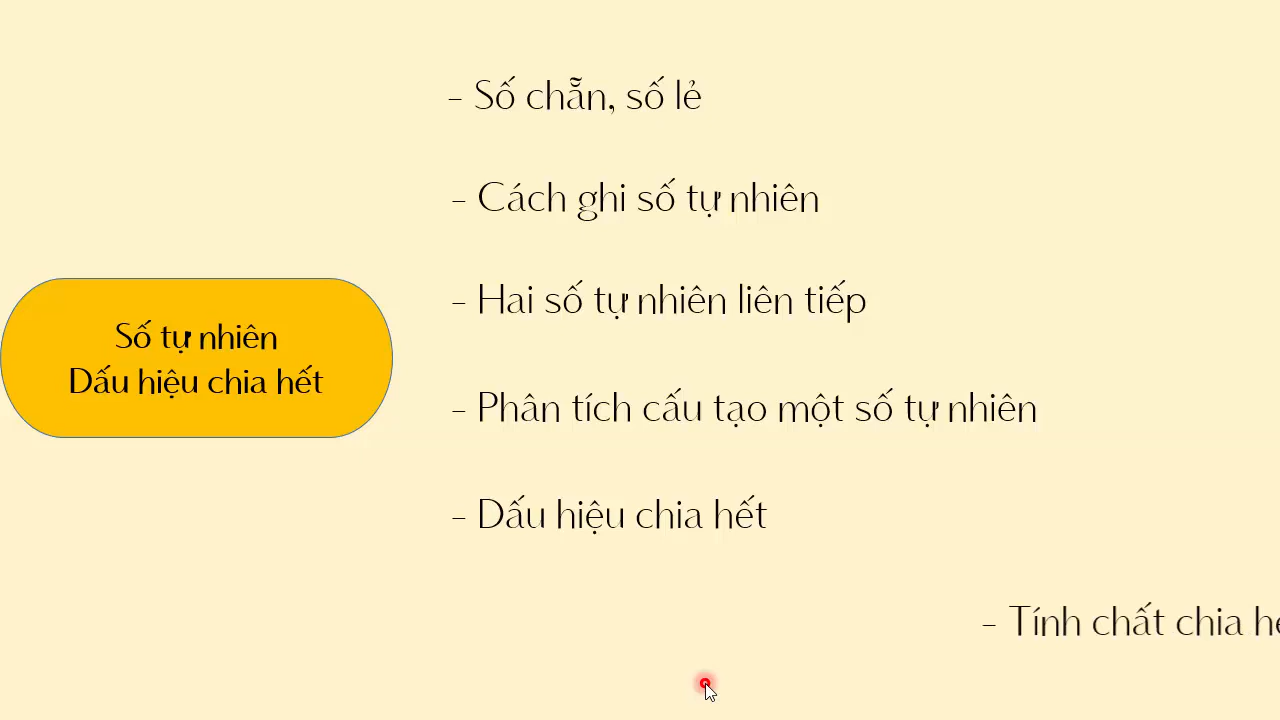 - Số chẵn, số lẻ
- Cách ghi số tự nhiên
- Hai số tự nhiên liên tiếp
Số tự nhiên
Dấu hiệu chia hết
- Phân tích cấu tạo một số tự nhiên
- Dấu hiệu chia hết
- Tính chất chia